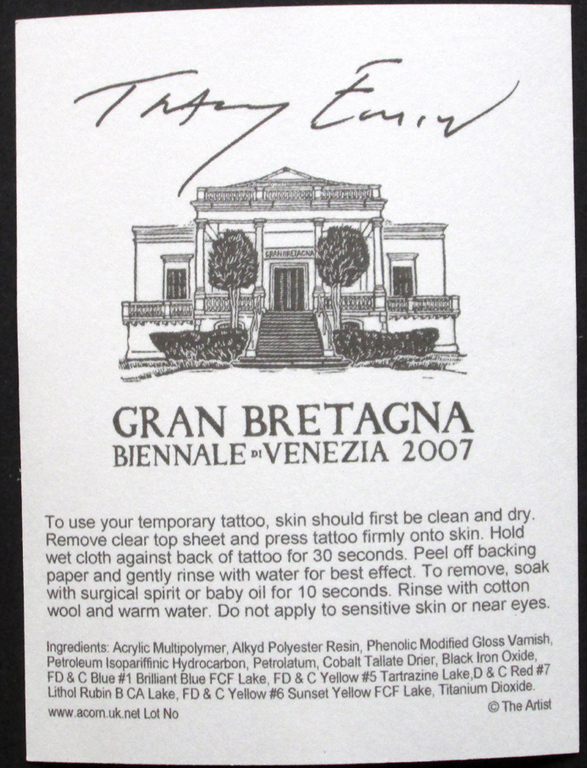 Tracey Emin
GRAN BRETAGNA
GRAN BRETAGNA
BIENNALE DI VENEZIA 2007
To use your temporary tattoo, skin should first be clean and dry.
Remove clear top sheet and press tattoo firmly onto skin. Hold
wet cloth against back of tattoo for 30 seconds. Peel off backing
paper and gently rinse with water for best effect. To remove, soak
with surgical spirit or baby oil for 10 seconds. Rinse with cotton
wool and warm water. Do not apply to sensitive skin or near eyes.
Ingredients: Acrylic Multipolymer, Alkyd Polyester Resin, Phenolic Modified Gloss Varnish,
Petroleum Isopariffinic Hydrocarbon, Petrolatum, Cobalt Tallate Drier, Black Iron Oxide,
FD & C Blue #1 Brilliant Blue FCF Lake, FD & C Yellow #5 Tartrazine Lake,D & C Red #7
Lithol Rubin B CA Lake, FD & C Yellow #6 Sunset Yellow FCF Lake, Titanium Dioxide.
www.acorn.uk.net Lot No © The Artist